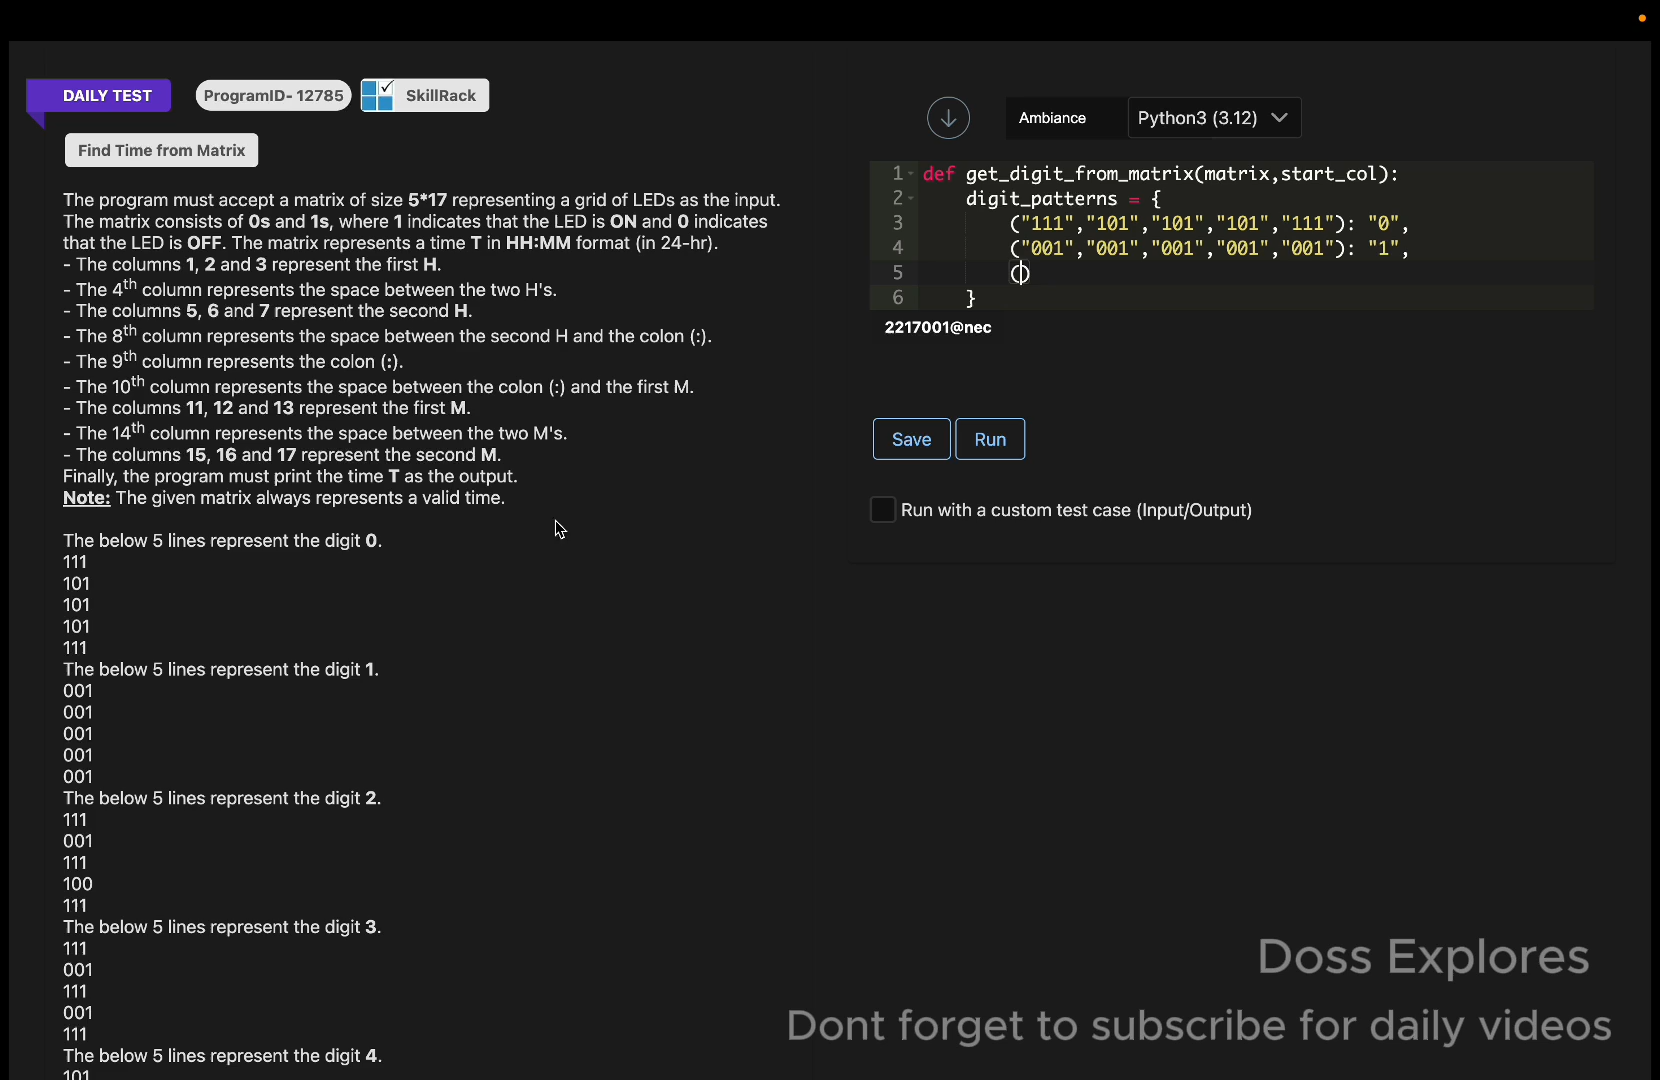 DAILY TEST
ProgramID- 12785
SkillRack
Find Time from Matrix
The program must accept a matrix of size 5*17 representing a grid of LEDs as the input.
The matrix consists of 0s and 1s, where 1 indicates that the LED is ON and 0 indicates
that the LED is OFF. The matrix represents a time T in HH:MM format (in 24-hr).
- The columns 1, 2 and 3 represent the first H.
- The 4th column represents the space between the two H's.
- The columns 5, 6 and 7 represent the second H.
- The 8th column represents the space between the second H and the colon (:).
- The 9th column represents the colon (:).
- The 10th column represents the space between the colon (:) and the first M.
- The columns 11, 12 and 13 represent the first M.
- The 14th column represents the space between the two M's.
- The columns 15, 16 and 17 represent the second M.
Finally, the program must print the time T as the output.
Note: The given matrix always represents a valid time.
The below 5 lines represent the digit 0.
111
101
101
101
111
The below 5 lines represent the digit 1.
001
001
001
001
001
The below 5 lines represent the digit 2.
111
001
111
100
111
The below 5 lines represent the digit 3.
111
001
111
001
111
The below 5 lines represent the digit 4.
101
Ambiance
Python3 (3.12)
1 def get_digit_from_matrix(matrix,start_col):
2 digit_patterns = {
3 ("111","101","101","101","111"): "0",
4 ("001","001","001","001","001"): "1",
5 ()
6 }
2217001@nec
Save
Run
Run with a custom test case (Input/Output)
Doss Explores
Dont forget to subscribe for daily videos